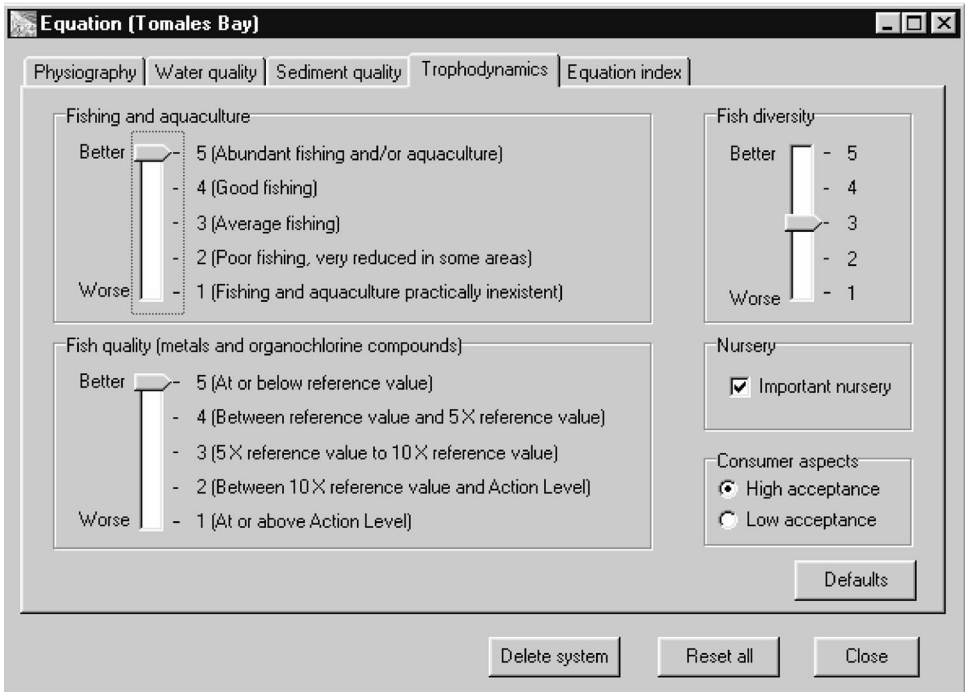 Equation (Tomales Bay)
Physiography Water quality Sediment quality Trophodynamics Equation index
Fishing and aquaculture
Better 5 (Abundant fishing and/or aquaculture)
4 (Good fishing)
3 (Average fishing)
2 (Poor fishing, very reduced in some areas)
Worse 1 (Fishing and aquaculture practically inexistent)
Fish diversity
Better 5
4
3
2
Worse 1
Fish quality (metals and organochlorine compounds)
Better 5 (At or below reference value)
4 (Between reference value and 5X reference value)
3 (5X reference value to 10X reference value)
2 (Between 10X reference value and Action Level)
Worse 1 (At or above Action Level)
Nursery
Important nursery
Consumer aspects
High acceptance
Low acceptance
Defaults
Delete system Reset all Close